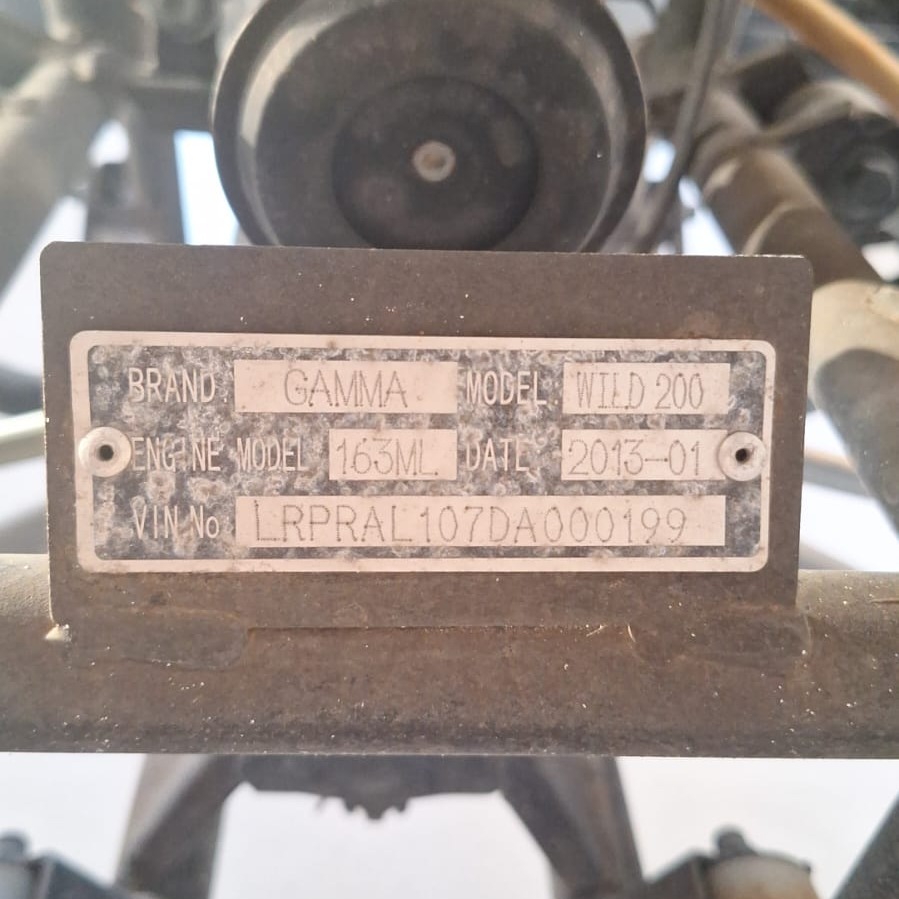 BRAND. GAMMA MODEL. WILD 200
ENGINE MODEL 163ML DATE 2013-01
VIN No LRPRAL107DA000199